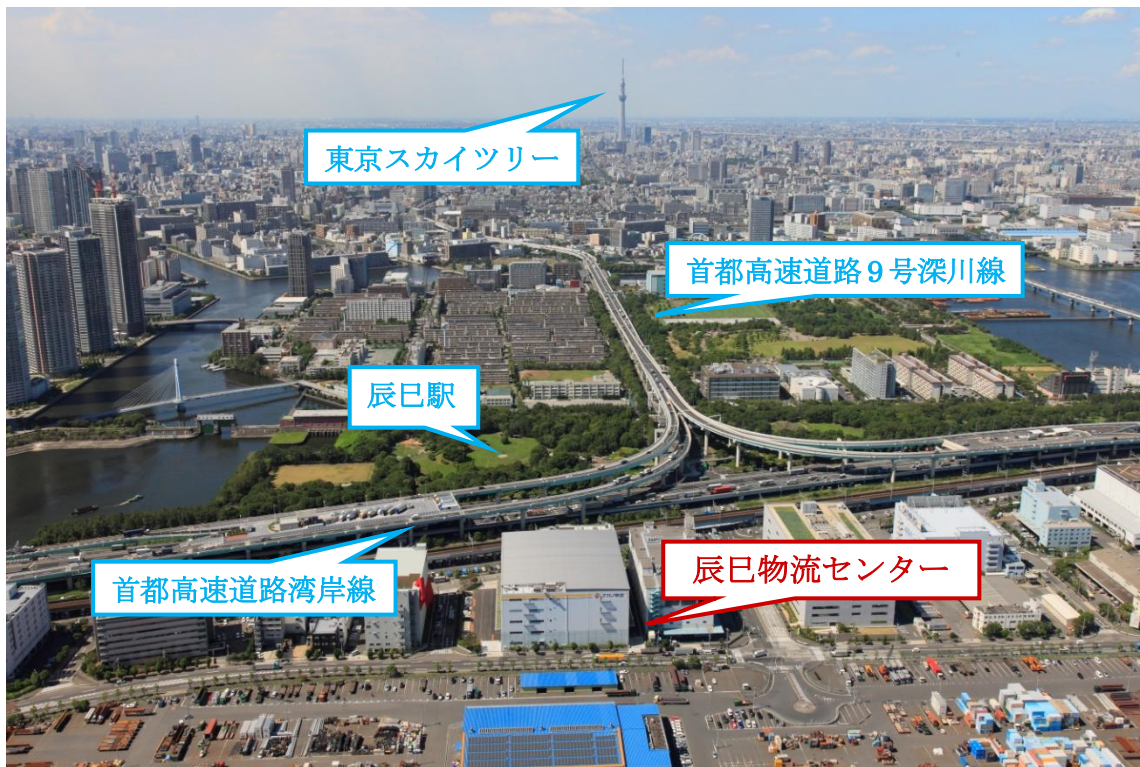 東京スカイツリー
首都高速道路９号深川線
辰巳駅
首都高速道路湾岸線
辰巳物流センター